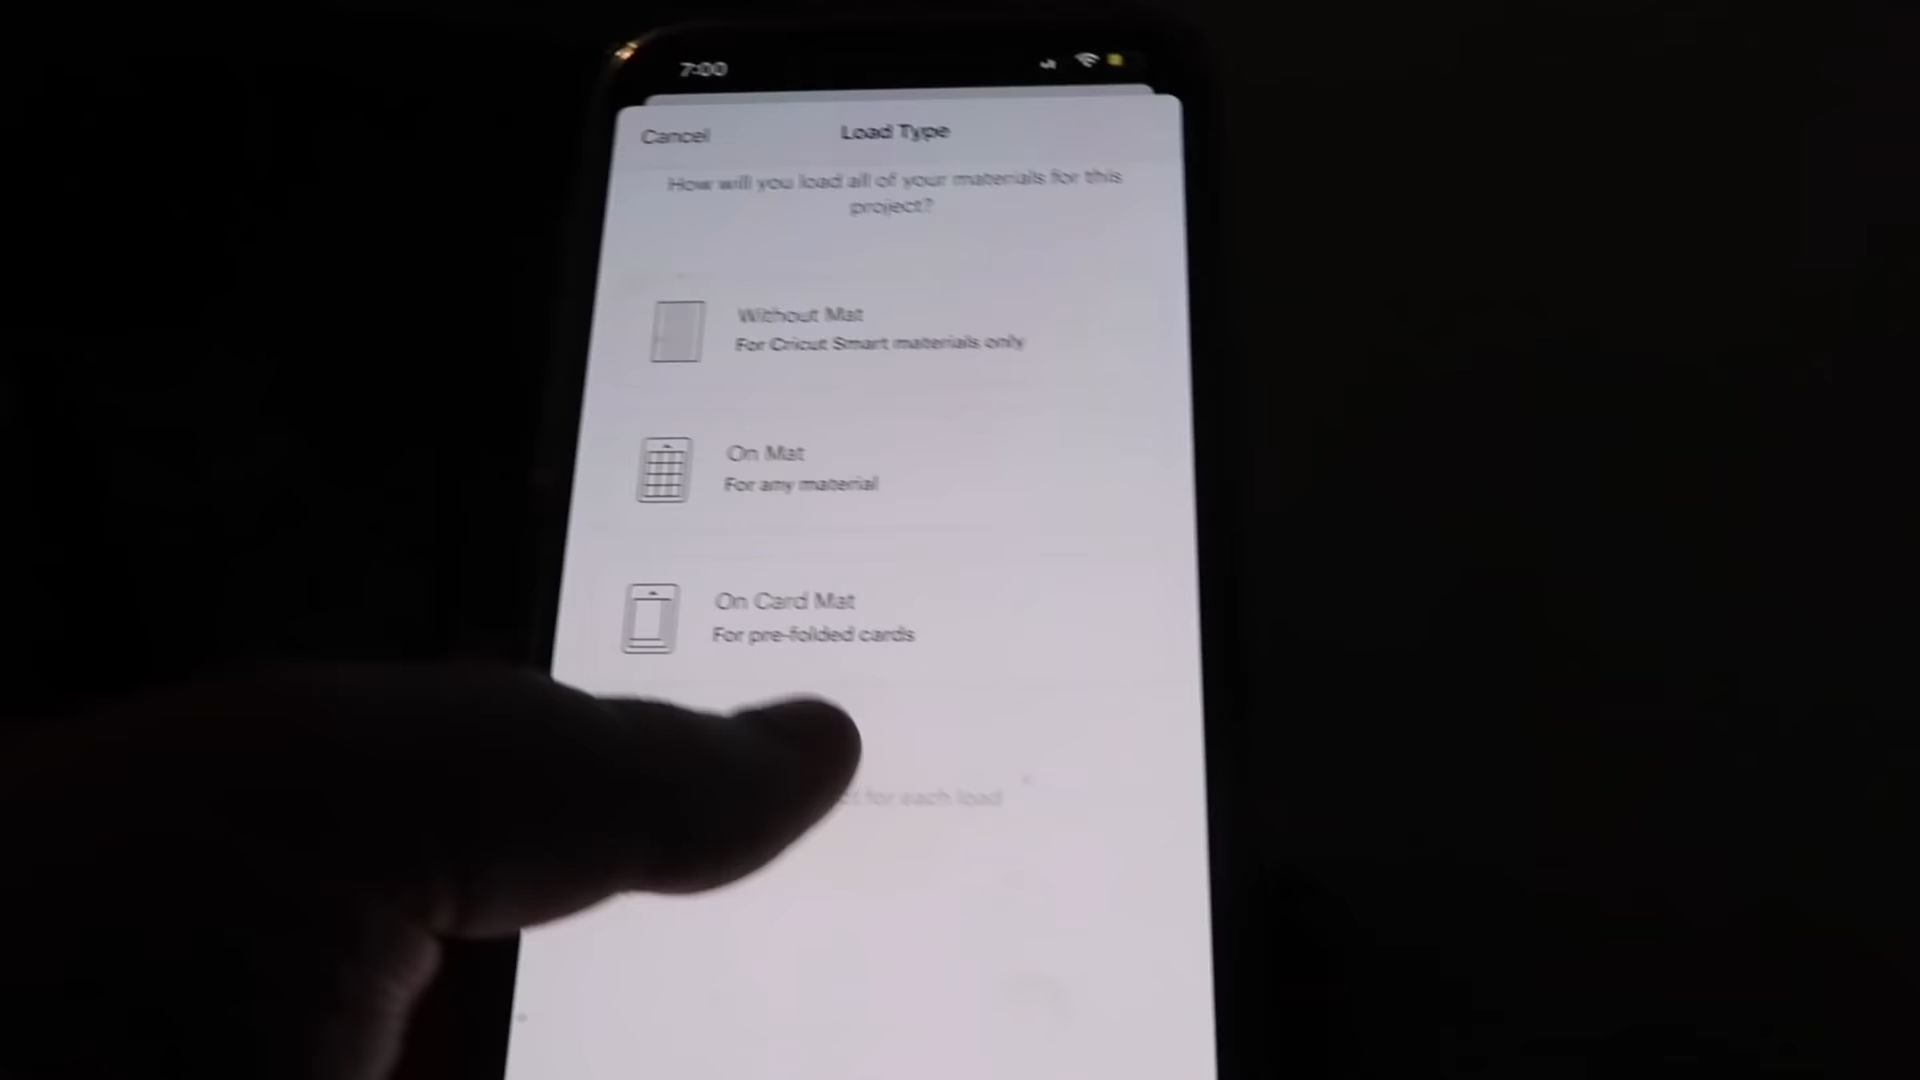 7:00
Cancel
Load Type
How will you load all of your materials for this
project?
Without Mat
For Cricut Smart materials only
On Mat
For any material
On Card Mat
For pre-folded cards
for each load